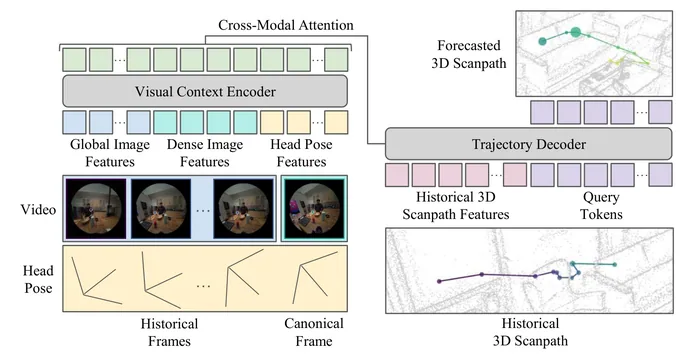 Cross-Modal Attention
Visual Context Encoder
Global Image
Features
Dense Image
Features
Head Pose
Features
Video
Head
Pose
Historical
Frames
Canonical
Frame
Forecasted
3D Scanpath
Trajectory Decoder
Historical 3D
Scanpath Features
Query
Tokens
Historical
3D Scanpath